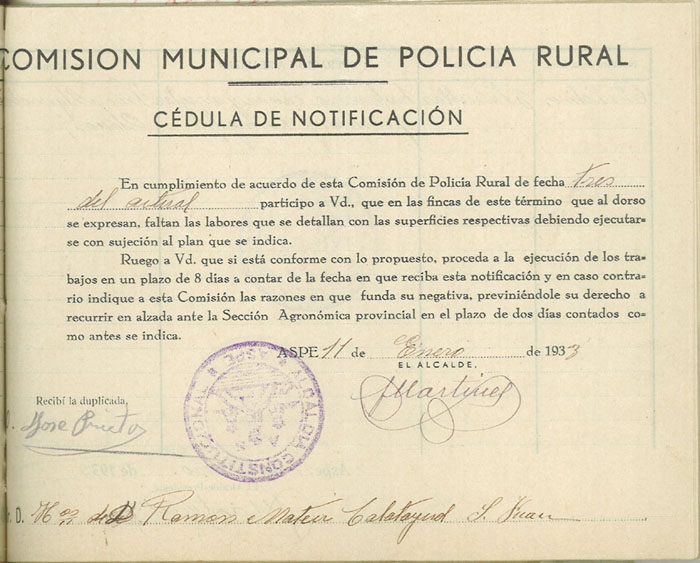 COMISION MUNICIPAL DE POLICIA RURAL
CÉDULA DE NOTIFICACIÓN
En cumplimiento de acuerdo de esta Comisión de Policía Rural de fecha tres
del actual participo a Vd., que en las fincas de este término que al dorso
se expresan, faltan las labores que se detallan con las superficies respectivas debiendo ejecutar-
se con sujeción al plan que se indica.
Ruego a Vd. que si está conforme con lo propuesto, proceda a la ejecución de los tra-
bajos en un plazo de 8 días a contar de la fecha en que reciba esta notificación y en caso contra-
rio indique a esta Comisión las razones en que funda su negativa, previniéndole su derecho a
recurrir en alzada ante la Sección Agronómica provincial en el plazo de dos días contados co-
mo antes se indica.
ASPE 11 de Enero de 1933
EL ALCALDE,
Martinez
ALCALDIA CONSTITUCIONAL ASPE
Recibí la duplicada,
Jose Prieto
r. D. Hos de D Ramon Mateu Calatayud S. Juan